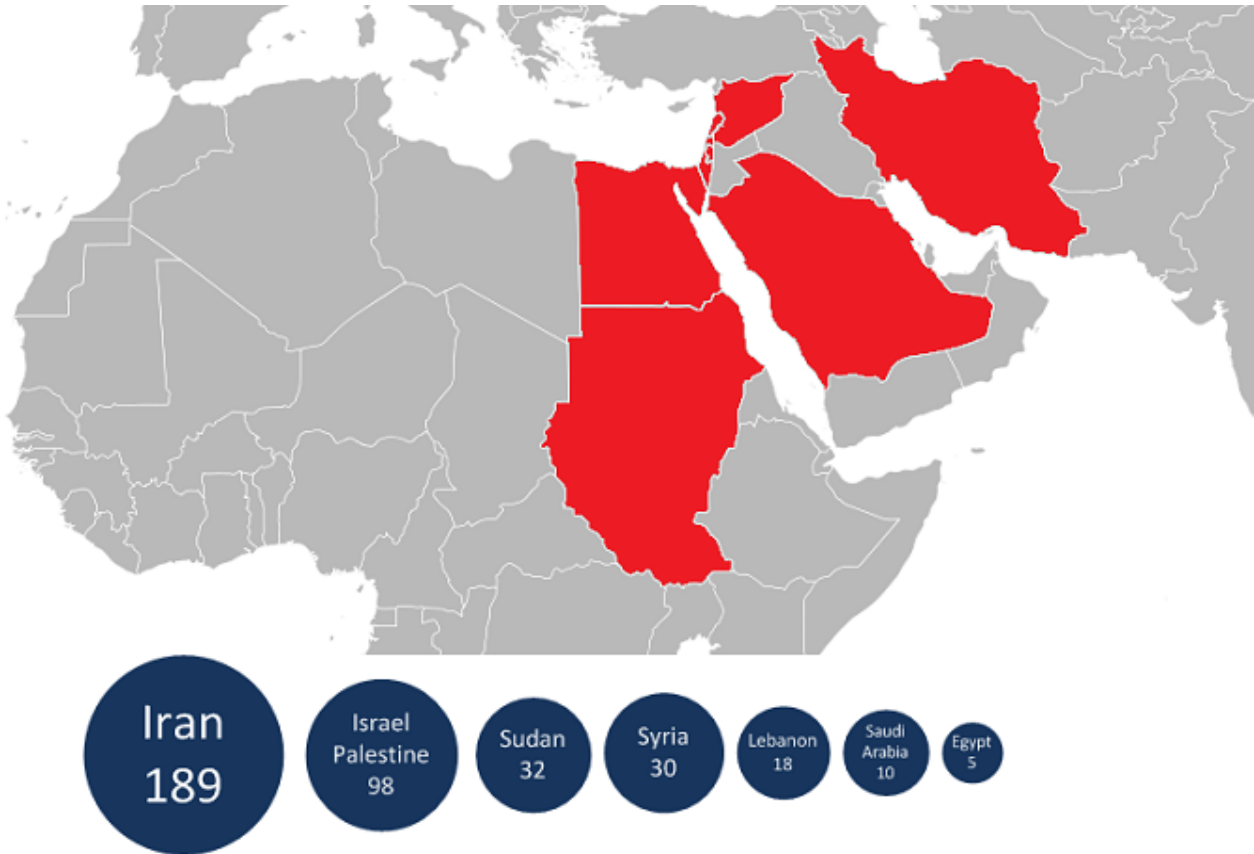 Iran
189
Israel
Palestine
98
Sudan
32
Syria
30
Lebanon
18
Saudi
Arabia
10
Egypt
5